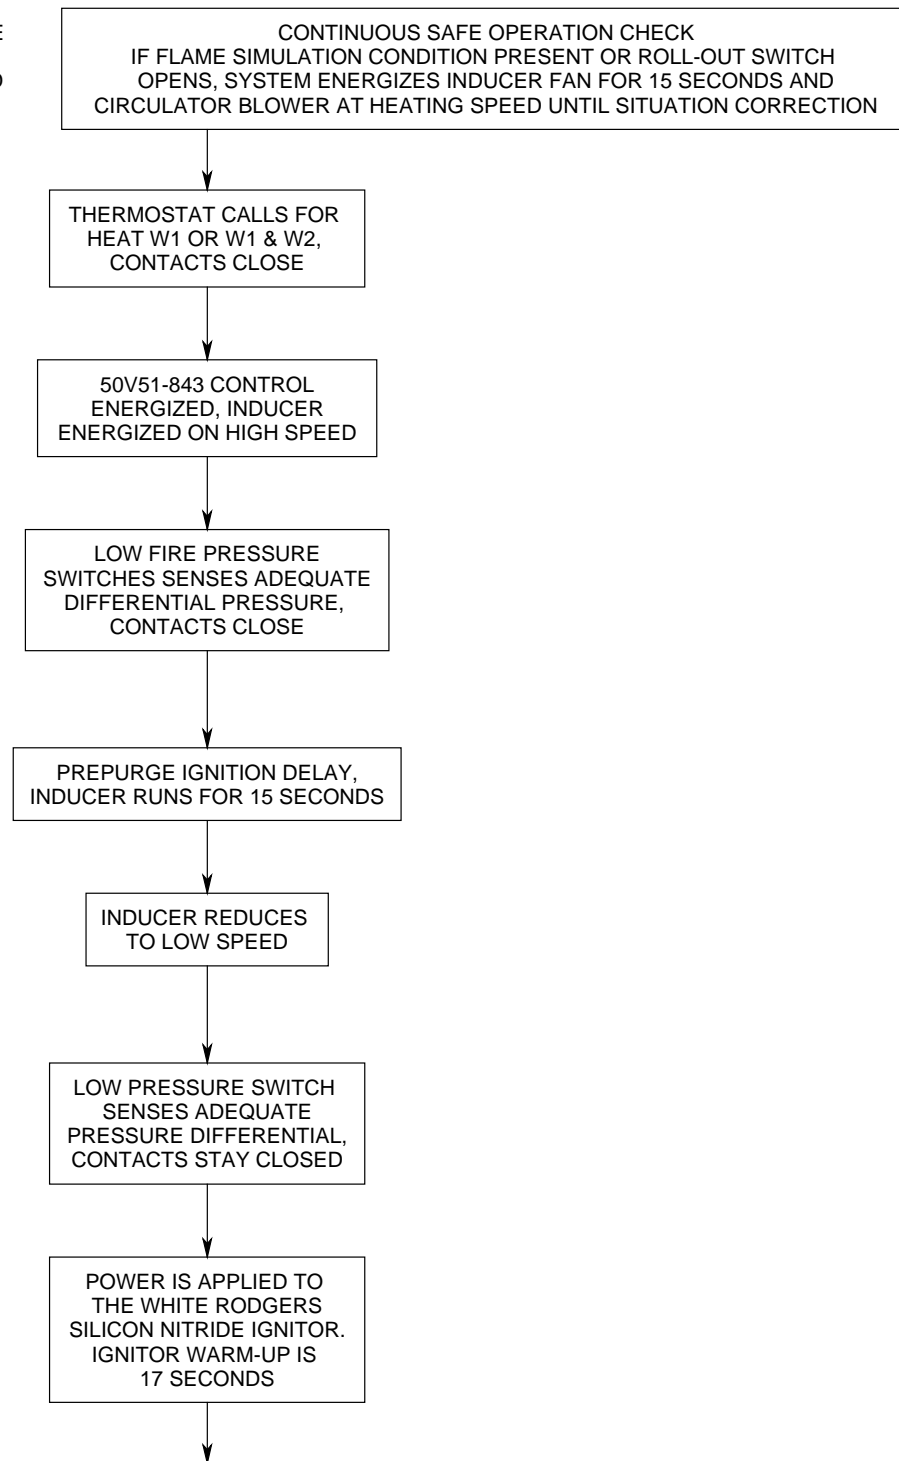 CONTINUOUS SAFE OPERATION CHECK
IF FLAME SIMULATION CONDITION PRESENT OR ROLL-OUT SWITCH
OPENS, SYSTEM ENERGIZES INDUCER FAN FOR 15 SECONDS AND
CIRCULATOR BLOWER AT HEATING SPEED UNTIL SITUATION CORRECTION
THERMOSTAT CALLS FOR
HEAT W1 OR W1 & W2,
CONTACTS CLOSE
50V51-843 CONTROL
ENERGIZED, INDUCER
ENERGIZED ON HIGH SPEED
LOW FIRE PRESSURE
SWITCHES SENSES ADEQUATE
DIFFERENTIAL PRESSURE,
CONTACTS CLOSE
PREPURGE IGNITION DELAY,
INDUCER RUNS FOR 15 SECONDS
INDUCER REDUCES
TO LOW SPEED
LOW PRESSURE SWITCH
SENSES ADEQUATE
PRESSURE DIFFERENTIAL,
CONTACTS STAY CLOSED
POWER IS APPLIED TO
THE WHITE RODGERS
SILICON NITRIDE IGNITOR.
IGNITOR WARM-UP IS
17 SECONDS